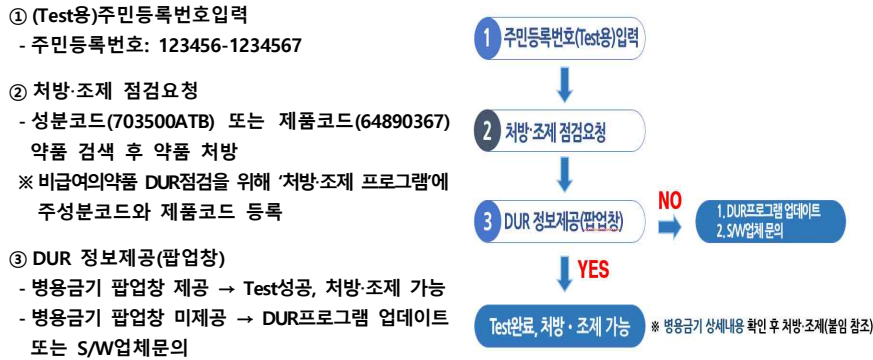 ① (Test용)주민등록번호입력
- 주민등록번호: 123456-1234567
② 처방·조제 점검요청
- 성분코드(703500ATB) 또는 제품코드(64890367)
약품 검색 후 약품 처방
※ 비급여의약품 DUR점검을 위해 '처방·조제 프로그램'에
주성분코드와 제품코드 등록
③ DUR 정보제공(팝업창)
- 병용금기 팝업창 제공 → Test성공, 처방·조제 가능
- 병용금기 팝업창 미제공 → DUR프로그램 업데이트
또는 S/W업체문의
1 주민등록번호(Test용)입력
2 처방·조제 점검요청
3 DUR 정보제공(팝업창)
NO
1. DUR프로그램 업데이트
2. S/W업체 문의
YES
Test완료, 처방·조제 가능
※ 병용금기 상세내용 확인 후 처방·조제(붙임 참조)